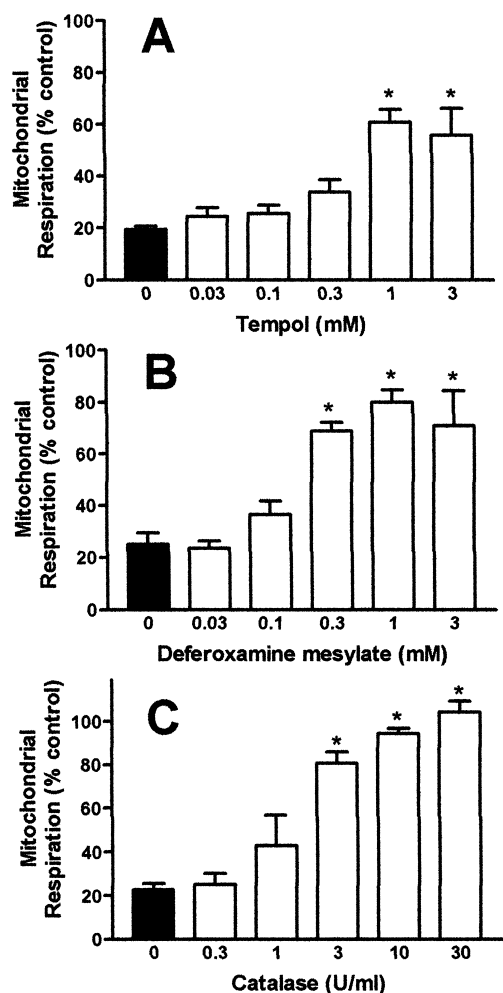 A
Mitochondrial
Respiration (% control)
100
80
60
40
20
0
* *
0 0.03 0.1 0.3 1 3
Tempol (mM)
B
Mitochondrial
Respiration (% control)
100
80
60
40
20
0
* * *
0 0.03 0.1 0.3 1 3
Deferoxamine mesylate (mM)
C
Mitochondrial
Respiration (% control)
100
80
60
40
20
0
* * *
0 0.3 1 3 10 30
Catalase (U/ml)